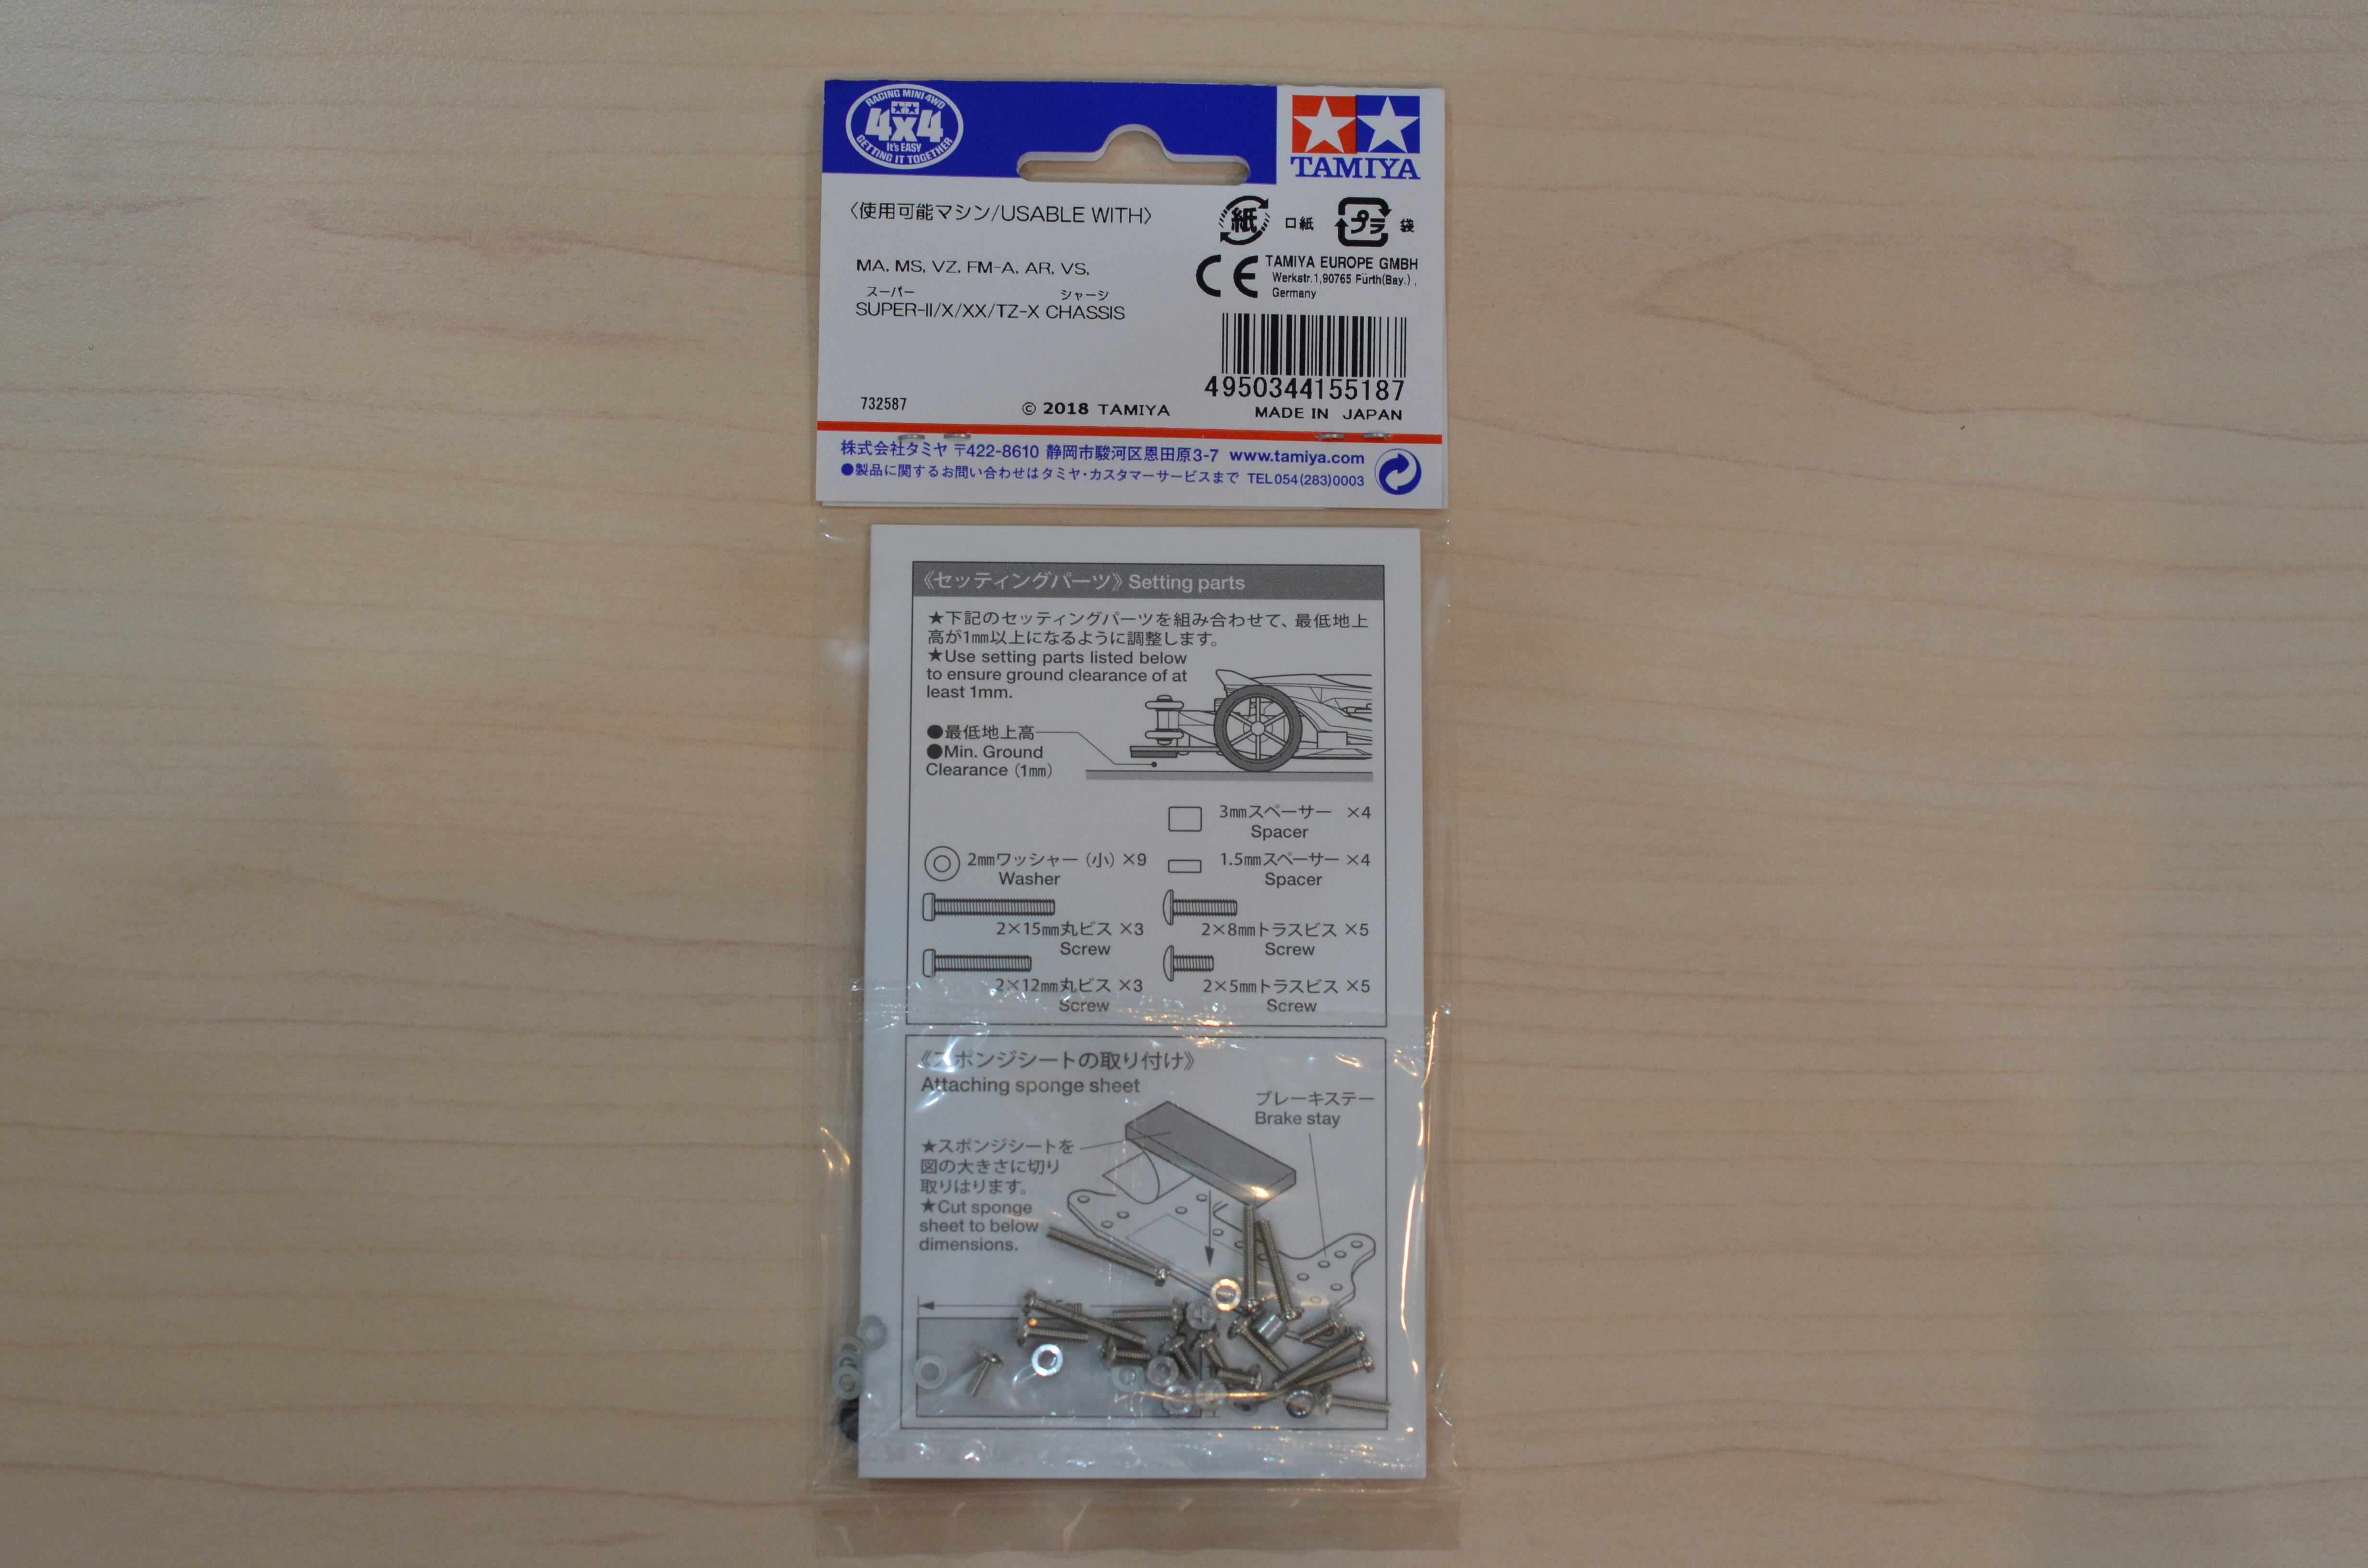 RACING MINI 4WD
4x4
It's EASY
GETTING IT TOGETHER
TAMIYA
〈使用可能マシン/USABLE WITH〉
紙
口紙
プラ
袋
MA, MS, VZ, FM-A, AR, VS,
スーパー シャーシ
SUPER-II/X/XX/TZ-X CHASSIS
CE
TAMIYA EUROPE GMBH
Werkstr.1,90765 Fürth(Bay.),
Germany
4950344155187
732587
© 2018 TAMIYA
MADE IN JAPAN
株式会社タミヤ 〒422-8610 静岡市駿河区恩田原3-7 www.tamiya.com
●製品に関するお問い合わせはタミヤ・カスタマーサービスまで TEL054(283)0003
《セッティングパーツ》Setting parts
★下記のセッティングパーツを組み合わせて、最低地上
高が1mm以上になるように調整します。
★Use setting parts listed below
to ensure ground clearance of at
least 1mm.
●最低地上高
●Min. Ground
Clearance (1mm)
3mmスペーサー ×4
Spacer
2mmワッシャー (小) ×9
Washer
1.5mmスペーサー ×4
Spacer
2×15mm丸ビス ×3
Screw
2×8mmトラスビス ×5
Screw
2×12mm丸ビス ×3
Screw
2×5mmトラスビス ×5
Screw
《スポンジシートの取り付け》
Attaching sponge sheet
ブレーキステー
Brake stay
★スポンジシートを
図の大きさに切り
取りはります。
★Cut sponge
sheet to below
dimensions.